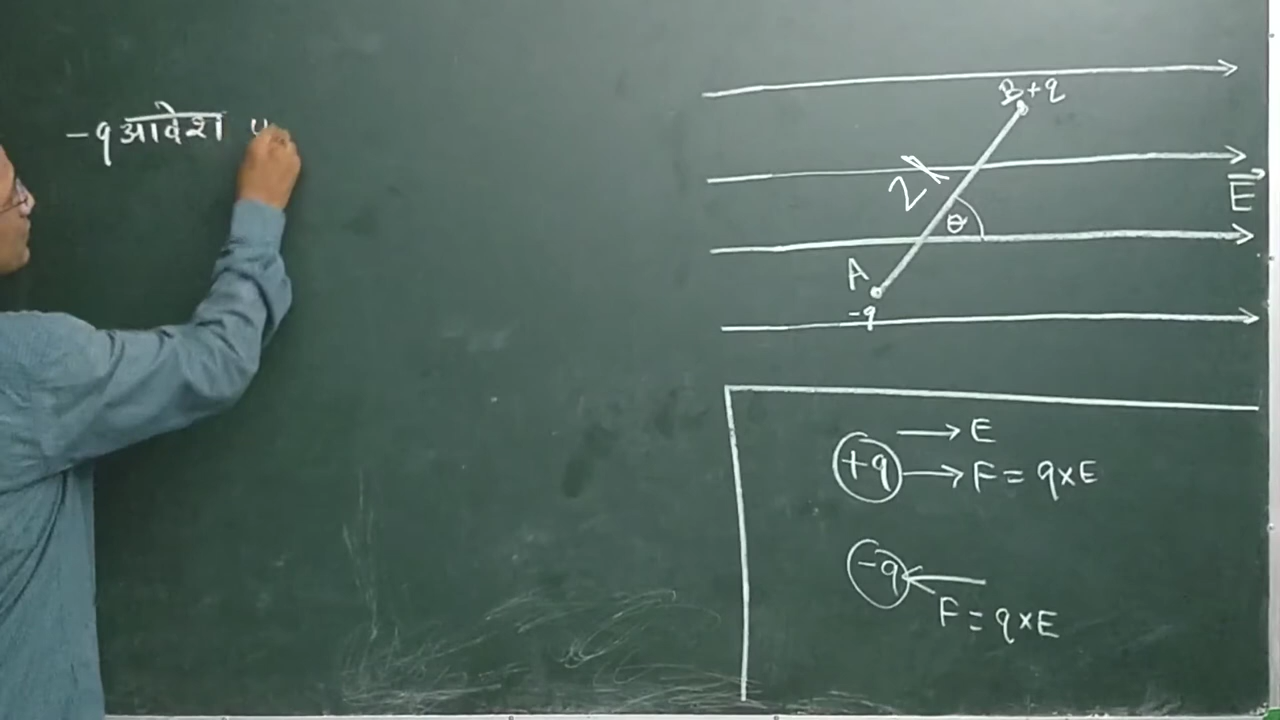 -q आवेश प
B +q
2l
E
θ
A
-q
+q → E
→ F = q×E
-q ←
F = q×E